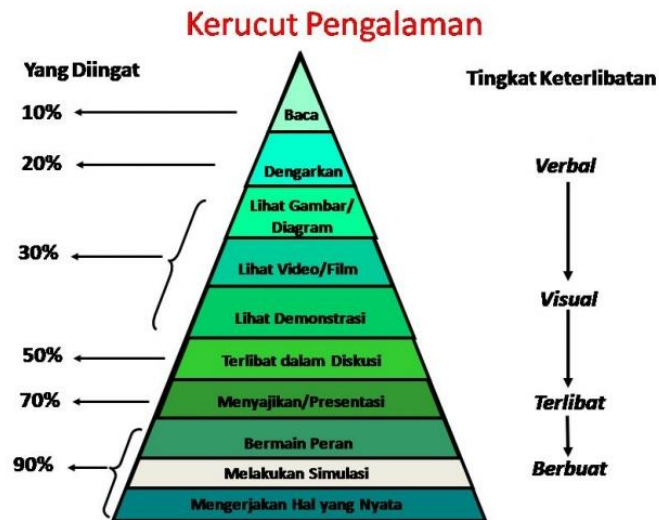 Kerucut Pengalaman
Yang Diingat
Tingkat Keterlibatan
10%
Baca
20%
Dengarkan
Verbal
Lihat Gambar/
Diagram
30%
Lihat Video/Film
Visual
Lihat Demonstrasi
50%
Terlibat dalam Diskusi
70%
Menyajikan/Presentasi
Terlibat
Bermain Peran
90%
Melakukan Simulasi
Berbuat
Mengerjakan Hal yang Nyata